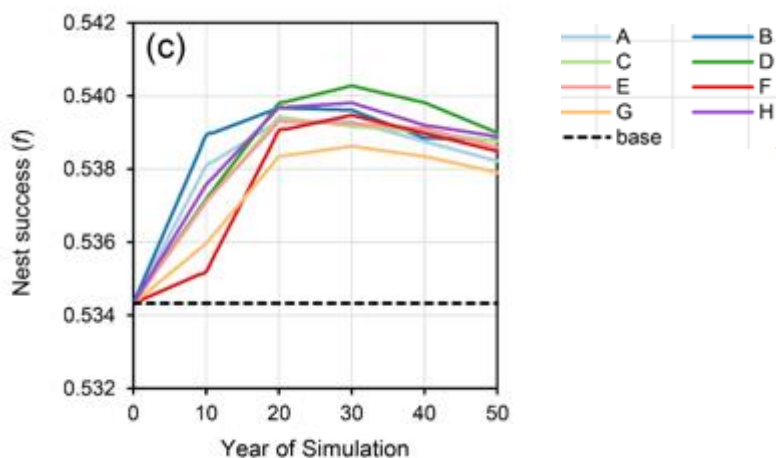 (c)
Nest success (f)
0.542
0.540
0.538
0.536
0.534
0.532
0 10 20 30 40 50
Year of Simulation
A B
C D
E F
G H
base